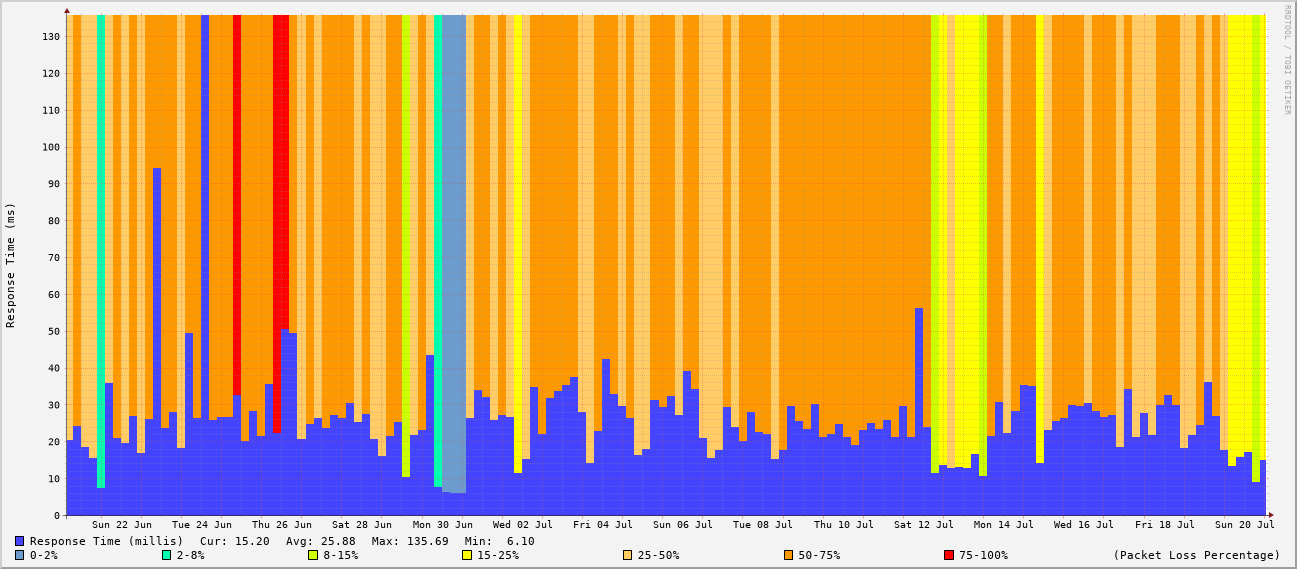 RRDTOOL / TOBI OETIKER
Response Time (ms)
130
120
110
100
90
80
70
60
50
40
30
20
10
0
Sun 22 Jun Tue 24 Jun Thu 26 Jun Sat 28 Jun Mon 30 Jun Wed 02 Jul Fri 04 Jul Sun 06 Jul Tue 08 Jul Thu 10 Jul Sat 12 Jul Mon 14 Jul Wed 16 Jul Fri 18 Jul Sun 20 Jul
Response Time (millis) Cur: 15.20 Avg: 25.88 Max: 135.69 Min: 6.10
0-2% 2-8% 8-15% 15-25% 25-50% 50-75% 75-100% (Packet Loss Percentage)